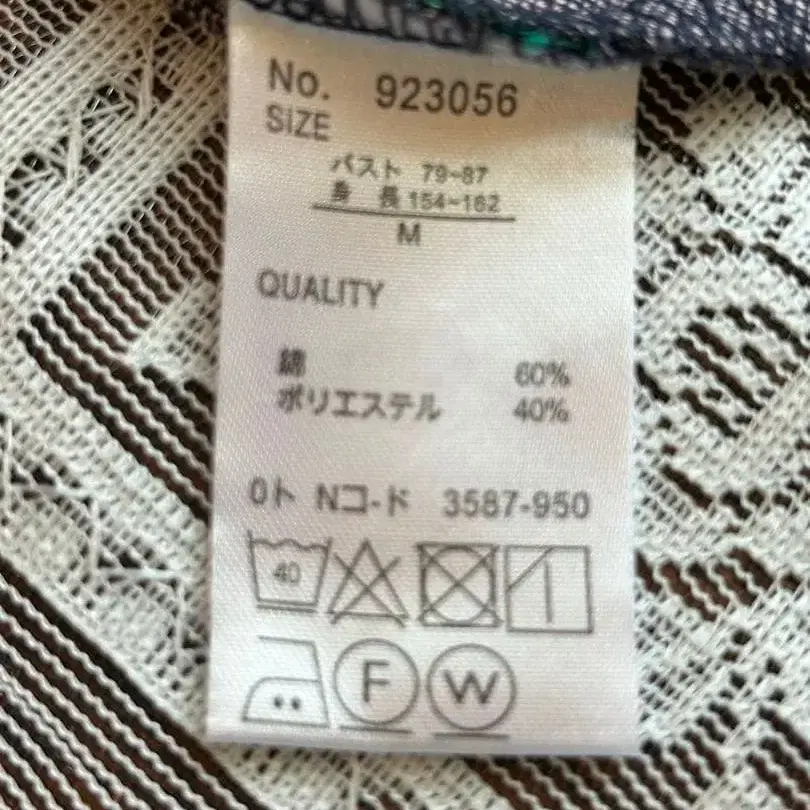 No. 923056
SIZE
バスト 79~87
身 長 154~162
M
QUALITY
綿 60%
ポリエステル 40%
0ト Nコ-ド 3587-950
40
F W